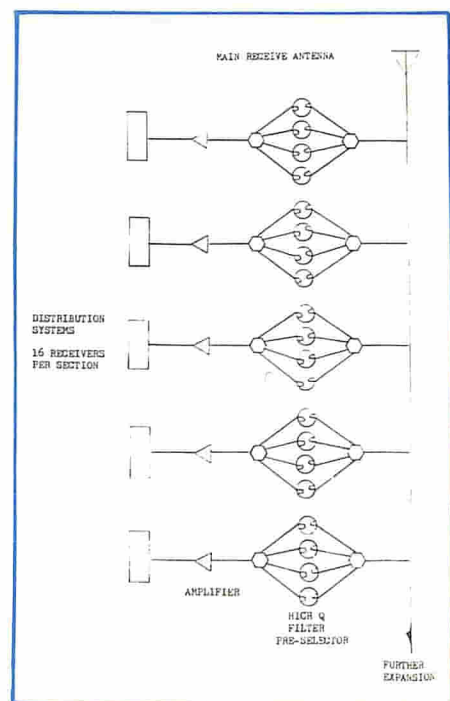 MAIN RECEIVE ANTENNA
DISTRIBUTION
SYSTEMS
16 RECEIVERS
PER SECTION
AMPLIFIER
HIGH Q
FILTER
PRE-SELECTOR
FURTHER
EXPANSION